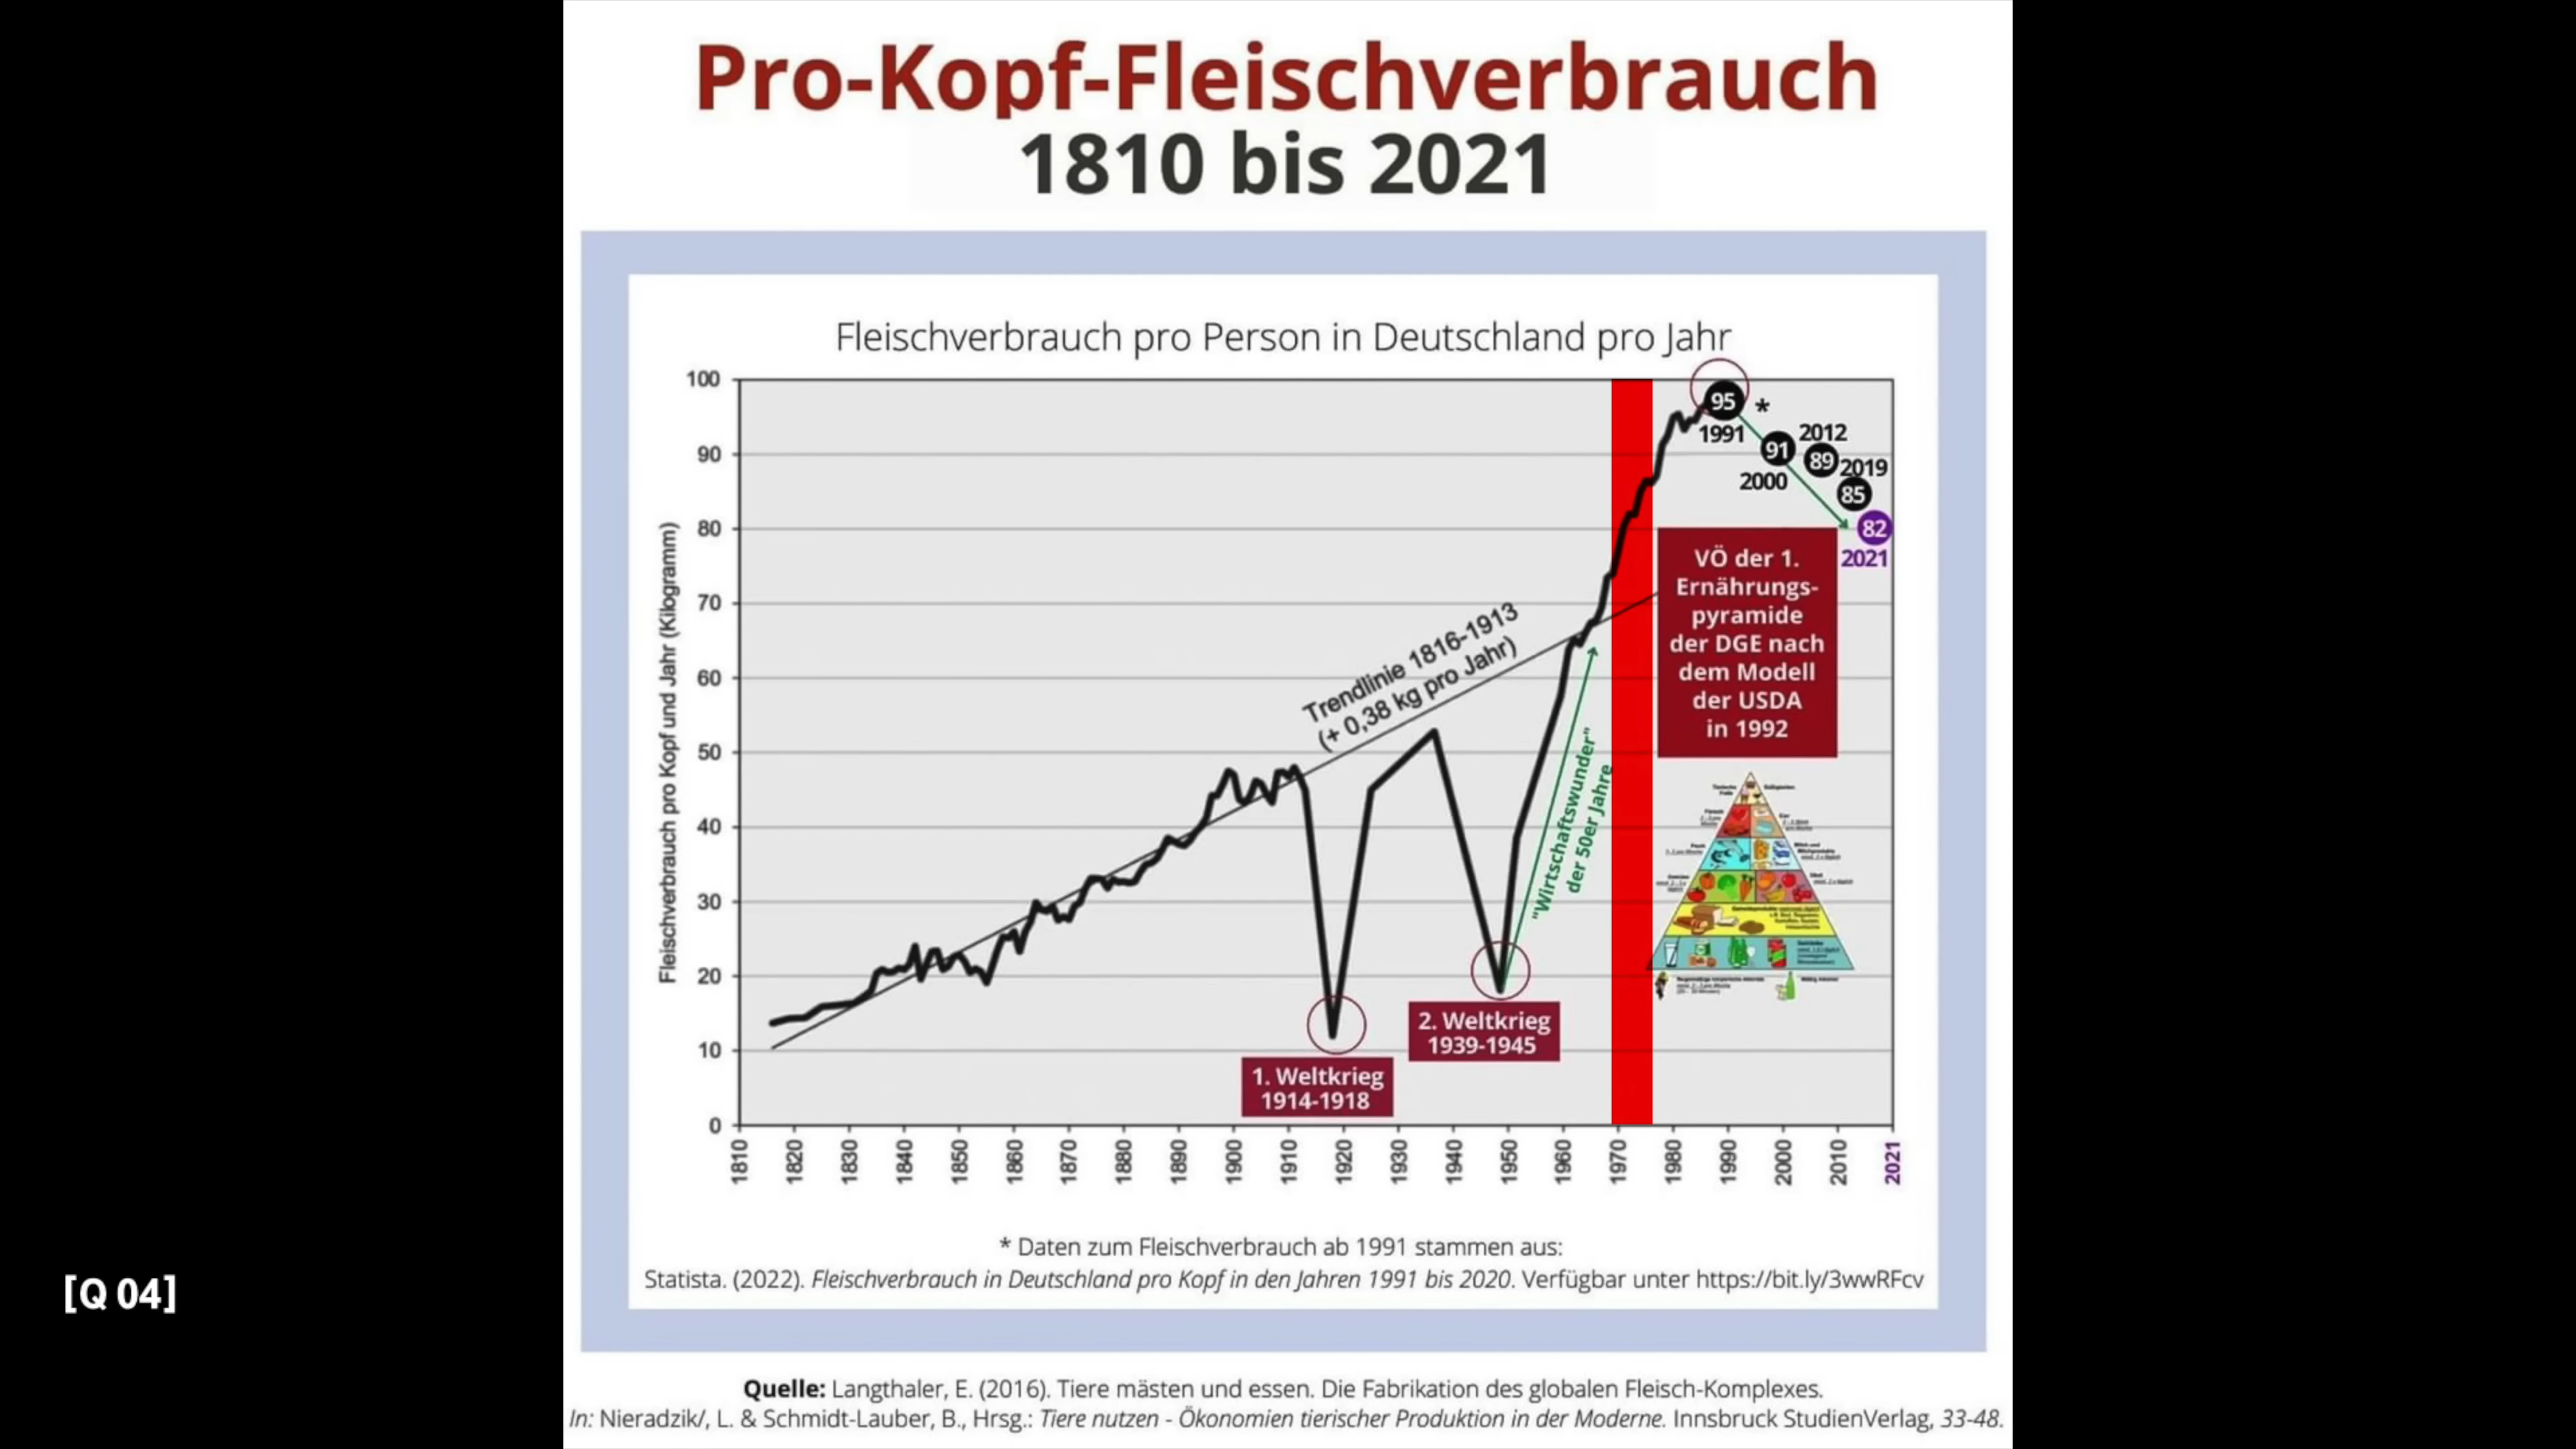 Pro-Kopf-Fleischverbrauch
1810 bis 2021
Fleischverbrauch pro Person in Deutschland pro Jahr
Fleischverbrauch pro Kopf und Jahr (Kilogramm)
100
90
80
70
60
50
40
30
20
10
0
Trendlinie 1816-1913
(+ 0,38 kg pro Jahr)
"Wirtschaftswunder"
der 50er Jahre
1. Weltkrieg
1914-1918
2. Weltkrieg
1939-1945
95
*
1991
91
2000
2012
89
2019
85
82
2021
VÖ der 1.
Ernährungs-
pyramide
der DGE nach
dem Modell
der USDA
in 1992
1810
1820
1830
1840
1850
1860
1870
1880
1890
1900
1910
1920
1930
1940
1950
1960
1970
1980
1990
2000
2010
2021
* Daten zum Fleischverbrauch ab 1991 stammen aus:
Statista. (2022). Fleischverbrauch in Deutschland pro Kopf in den Jahren 1991 bis 2020. Verfügbar unter https://bit.ly/3wwRFcv
[Q 04]
Quelle: Langthaler, E. (2016). Tiere mästen und essen. Die Fabrikation des globalen Fleisch-Komplexes.
In: Nieradzik/, L. & Schmidt-Lauber, B., Hrsg.: Tiere nutzen - Ökonomien tierischer Produktion in der Moderne. Innsbruck StudienVerlag, 33-48.